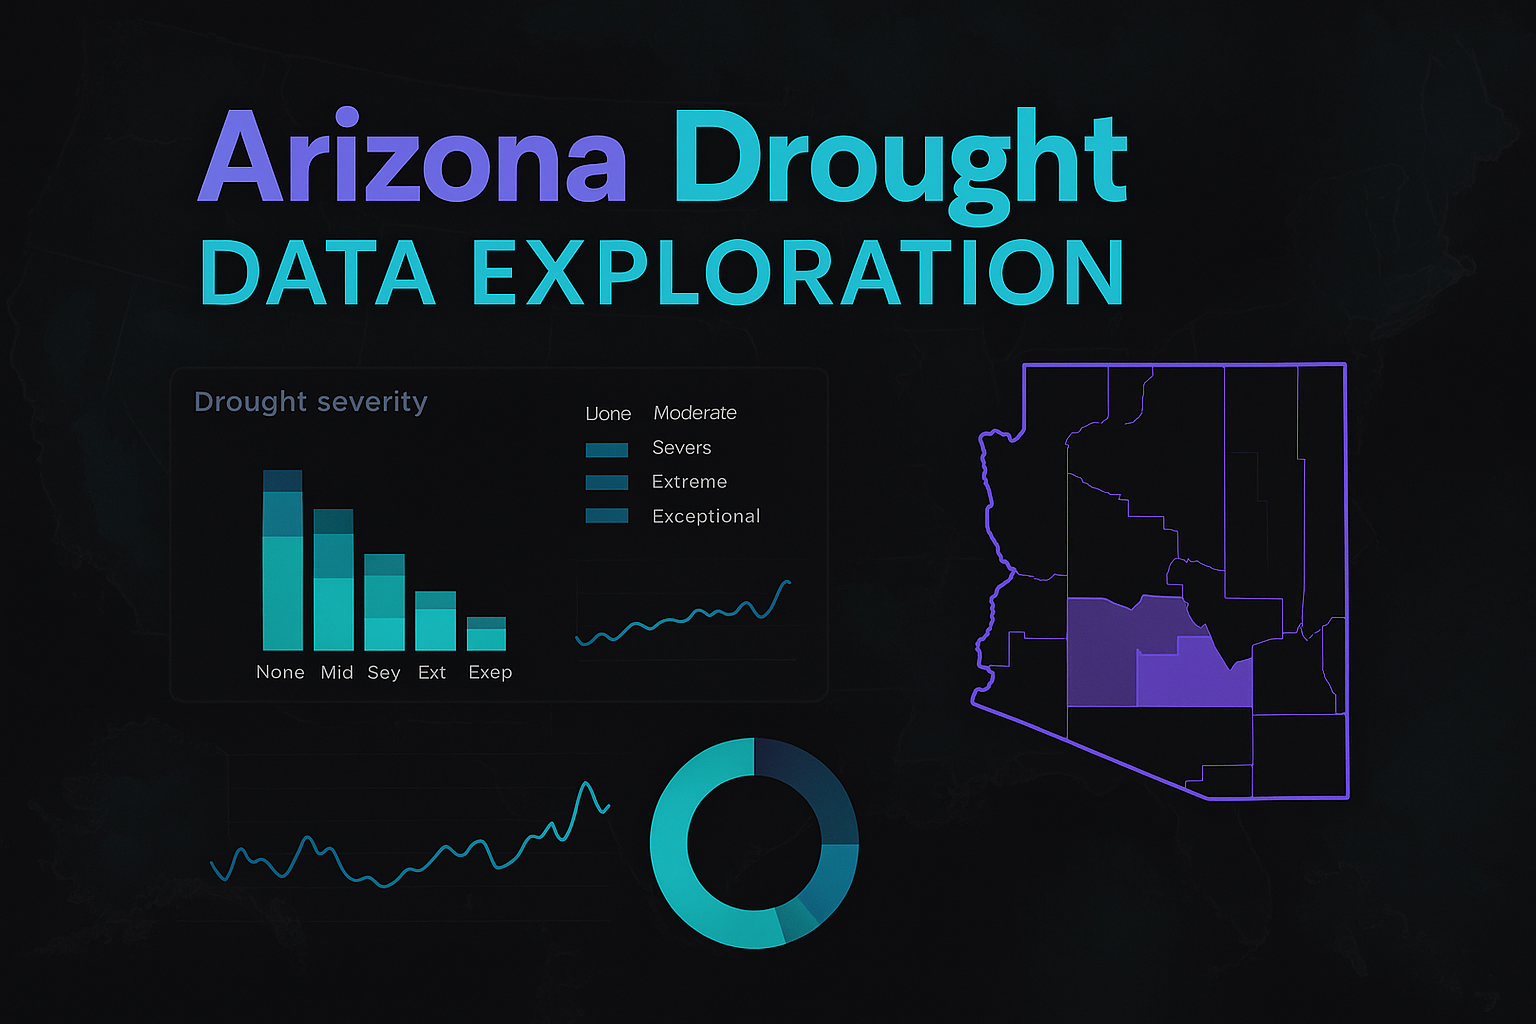 Arizona Drought
DATA EXPLORATION
Drought severity
Uone Moderate
Severs
Extreme
Exceptional
None Mid Sey Ext Exep